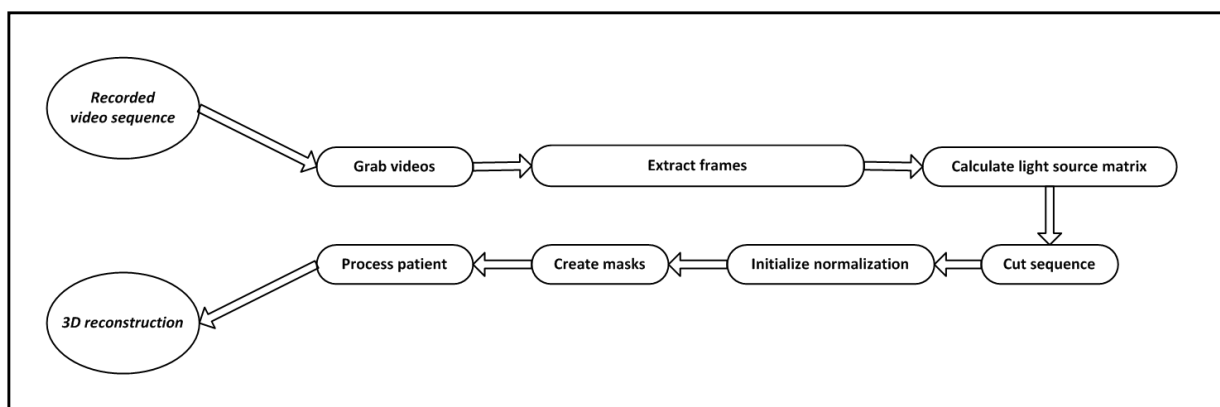 Recorded
video sequence
Grab videos
Extract frames
Calculate light source matrix
Cut sequence
Initialize normalization
Create masks
Process patient
3D reconstruction